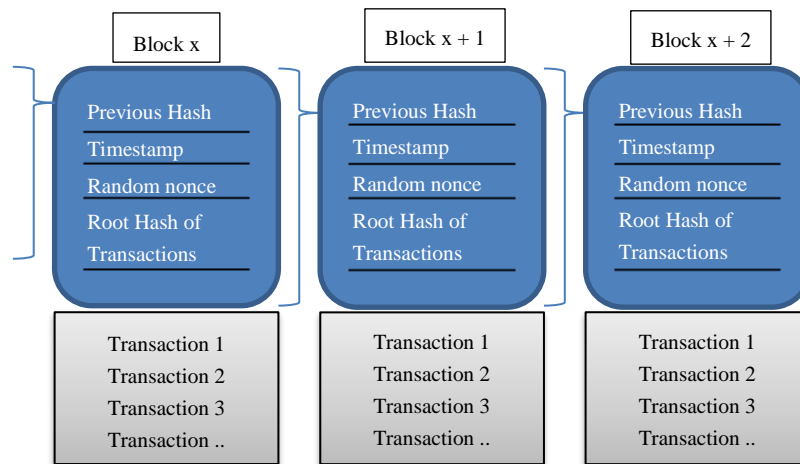 Block x
Previous Hash
Timestamp
Random nonce
Root Hash of
Transactions
Transaction 1
Transaction 2
Transaction 3
Transaction ..
Block x + 1
Previous Hash
Timestamp
Random nonce
Root Hash of
Transactions
Transaction 1
Transaction 2
Transaction 3
Transaction ..
Block x + 2
Previous Hash
Timestamp
Random nonce
Root Hash of
Transactions
Transaction 1
Transaction 2
Transaction 3
Transaction ..